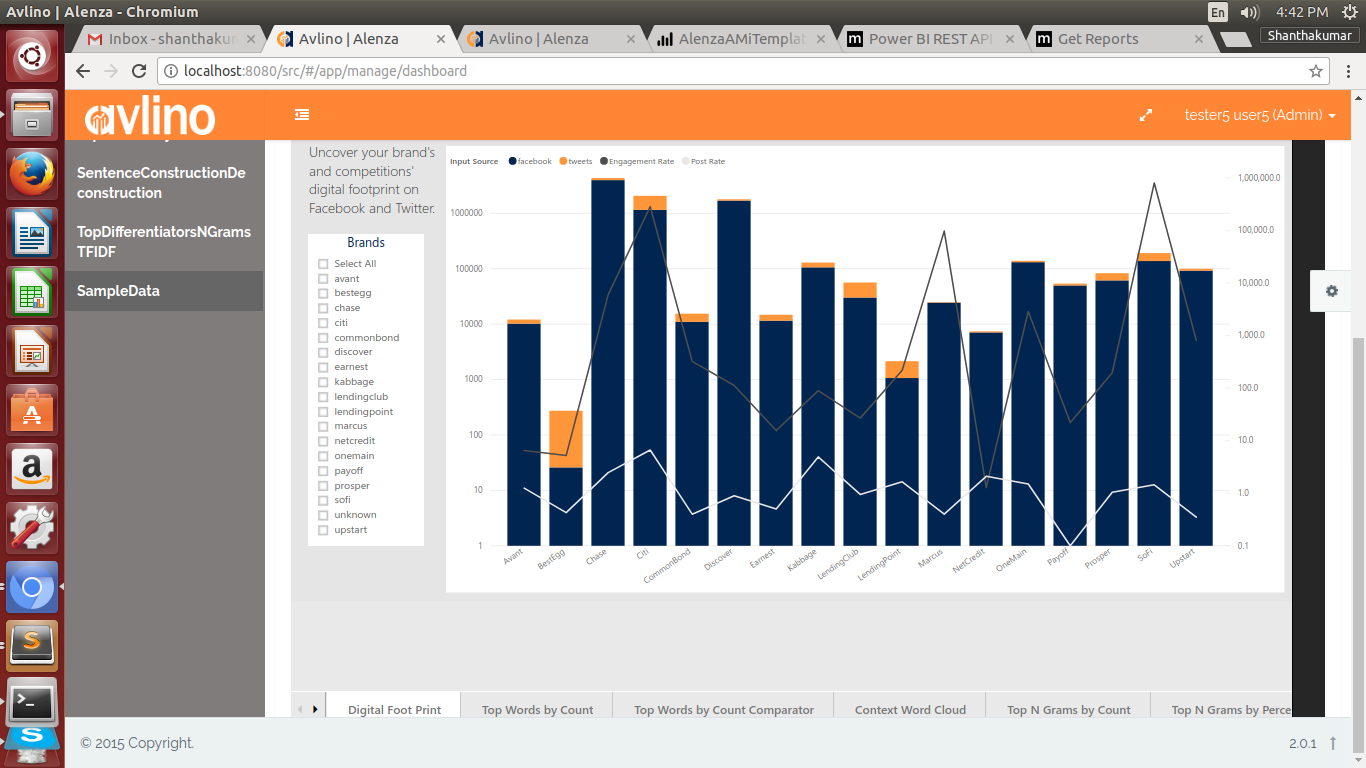 Avlino | Alenza - Chromium
En
4:42 PM
Inbox - shanthakun
Avlino | Alenza
Avlino | Alenza
AlenzaAMiTemplat
Power BI REST API
Get Reports
Shanthakumar
localhost:8080/src/#/app/manage/dashboard
avlino
tester5 user5 (Admin)
SentenceConstructionDe
construction
TopDifferentiatorsNGrams
TFIDF
SampleData
Uncover your brand's
and competitions'
digital footprint on
Facebook and Twitter.
Brands
Select All
avant
bestegg
chase
citi
commonbond
discover
earnest
kabbage
lendingclub
lendingpoint
marcus
netcredit
onemain
payoff
prosper
sofi
unknown
upstart
Input Source facebook tweets Engagement Rate Post Rate
1000000
100000
10000
1000
100
10
1
1,000,000.0
100,000.0
10,000.0
1,000.0
100.0
10.0
1.0
0.1
Avant
BestEgg
Chase
Citi
CommonBond
Discover
Earnest
Kabbage
LendingClub
LendingPoint
Marcus
NetCredit
OneMain
Payoff
Prosper
SoFi
Upstart
Digital Foot Print
Top Words by Count
Top Words by Count Comparator
Context Word Cloud
Top N Grams by Count
Top N Grams by Perce
© 2015 Copyright.
2.0.1